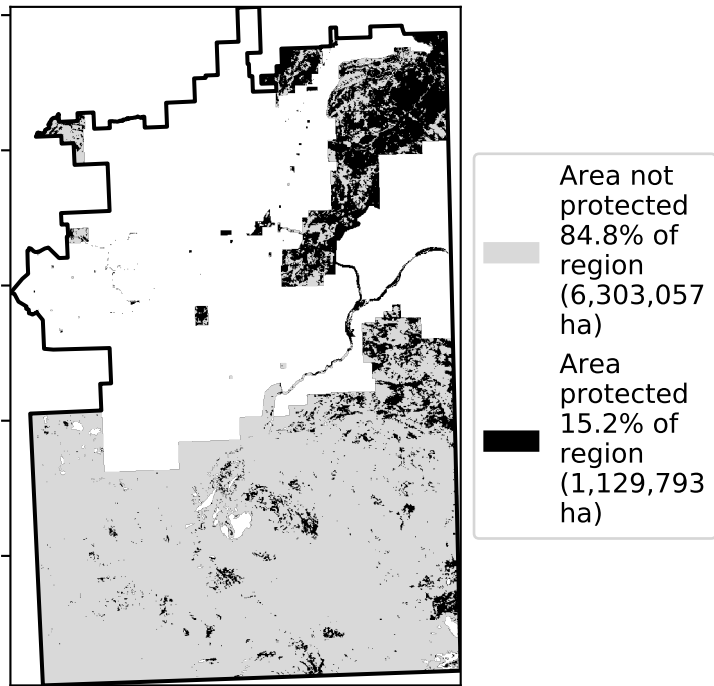 Area not
protected
84.8% of
region
(6,303,057
ha)
Area
protected
15.2% of
region
(1,129,793
ha)